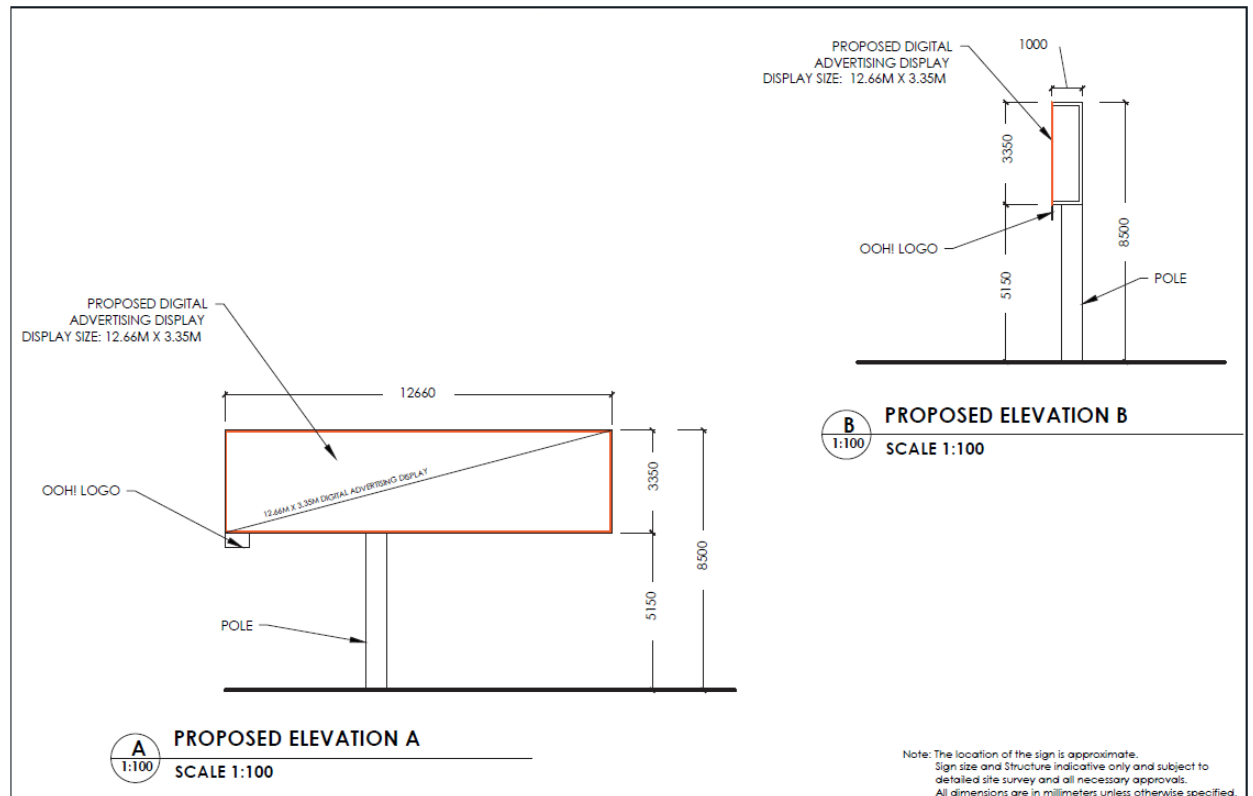 PROPOSED DIGITAL
ADVERTISING DISPLAY
DISPLAY SIZE: 12.66M X 3.35M
1000
3350
8500
OOH! LOGO
5150
POLE
B
1:100
PROPOSED ELEVATION B
SCALE 1:100
PROPOSED DIGITAL
ADVERTISING DISPLAY
DISPLAY SIZE: 12.66M X 3.35M
12660
12.66M X 3.35M DIGITAL ADVERTISING DISPLAY
3350
OOH! LOGO
8500
5150
POLE
A
1:100
PROPOSED ELEVATION A
SCALE 1:100
Note: The location of the sign is approximate.
Sign size and Structure indicative only and subject to
detailed site survey and all necessary approvals.
All dimensions are in millimeters unless otherwise specified.